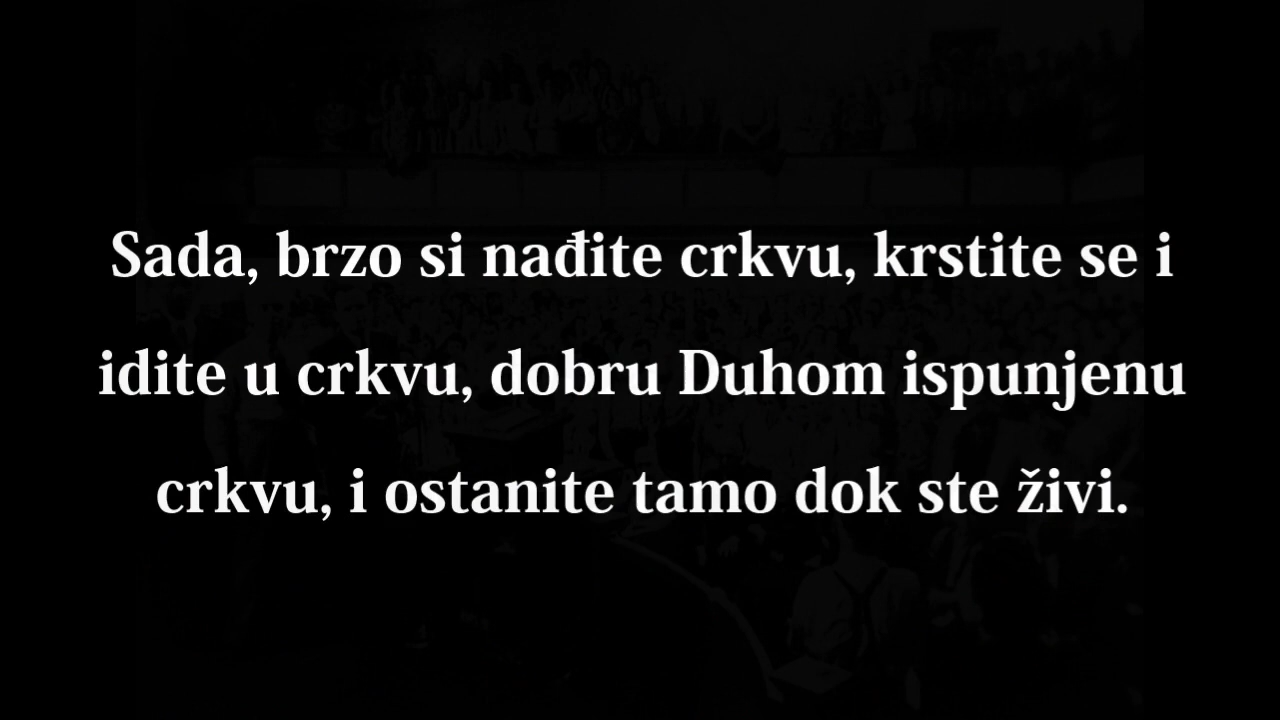 Sada, brzo si nađite crkvu, krstite se i
idite u crkvu, dobru Duhom ispunjenu
crkvu, i ostanite tamo dok ste živi.